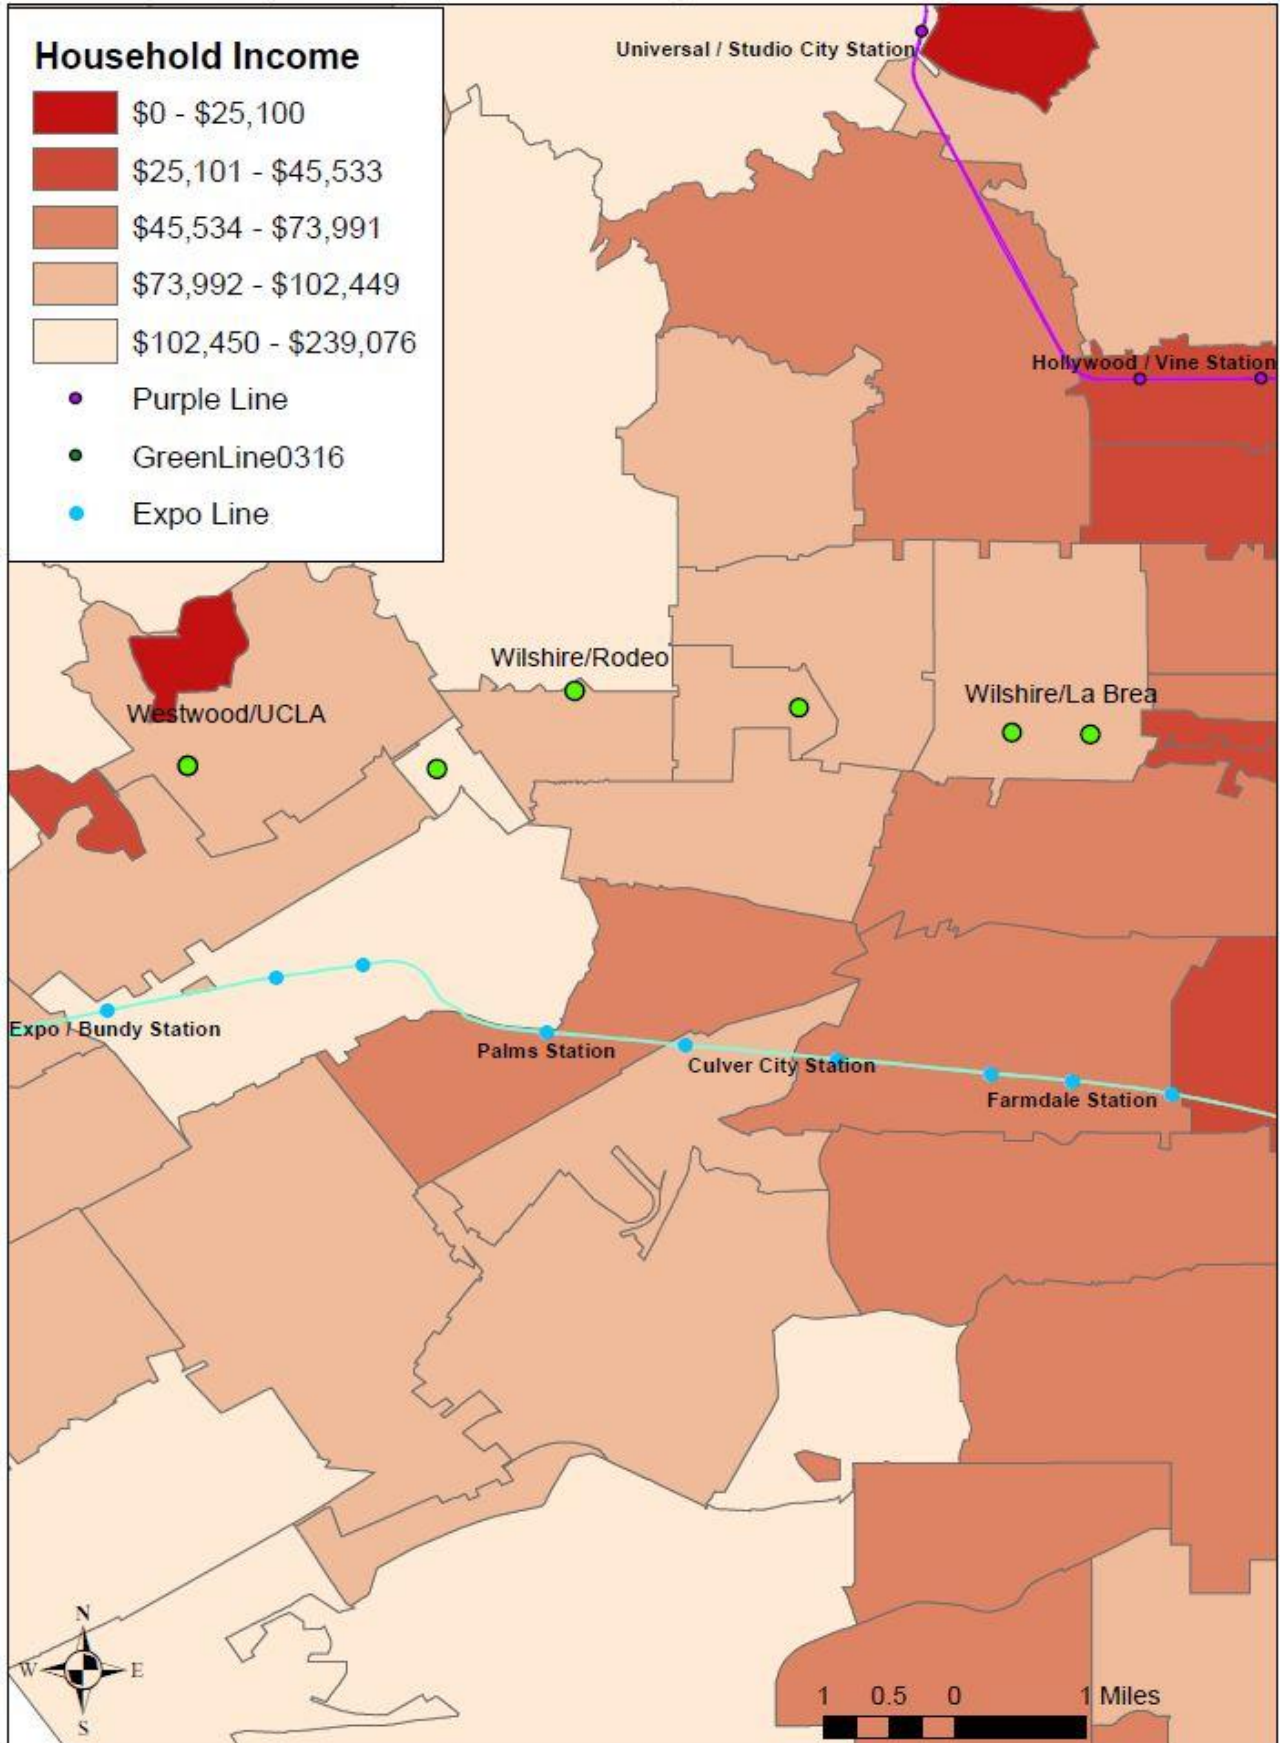 Household Income
$0 - $25,100
$25,101 - $45,533
$45,534 - $73,991
$73,992 - $102,449
$102,450 - $239,076
Purple Line
GreenLine0316
Expo Line
Universal / Studio City Station
Hollywood / Vine Station
Wilshire/Rodeo
Wilshire/La Brea
Westwood/UCLA
Expo / Bundy Station
Palms Station
Culver City Station
Farmdale Station
N
W E
S
1 0.5 0 1 Miles